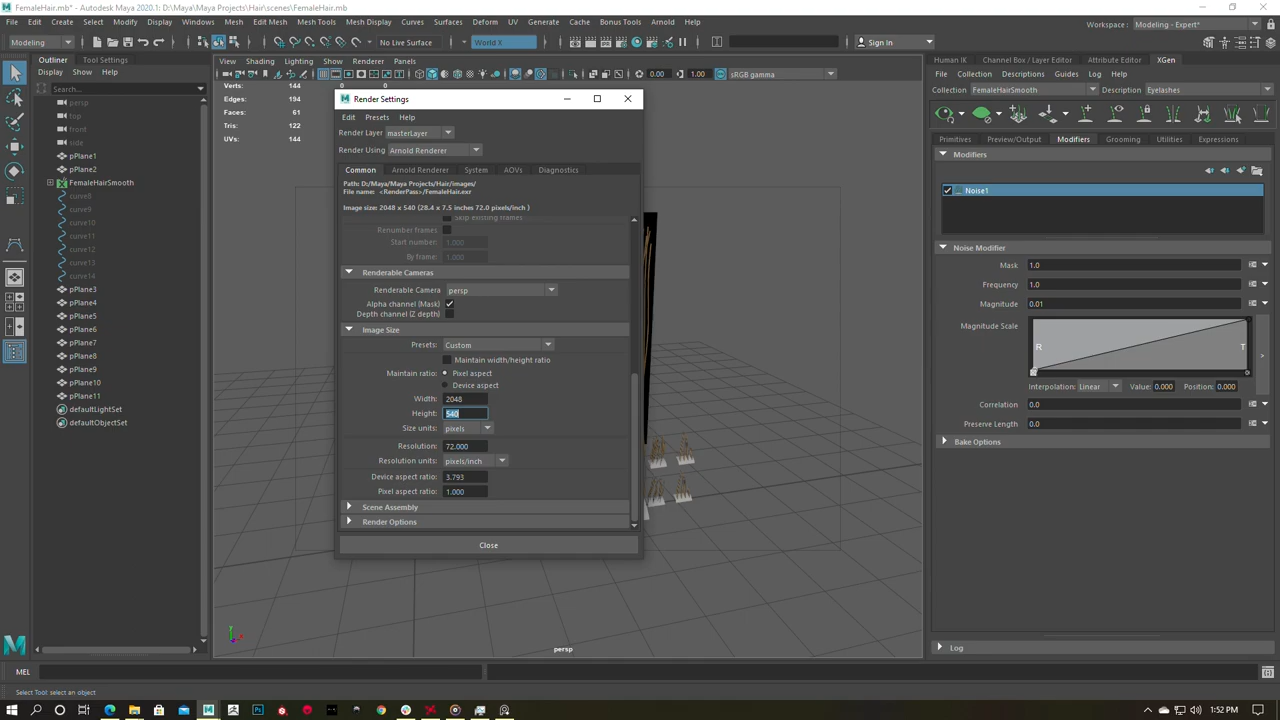 FemaleHair.mb* - Autodesk Maya 2020.1: D:\Maya\Maya Projects\Hair\scenes\FemaleHair.mb
File Edit Create Select Modify Display Windows Mesh Edit Mesh Mesh Tools Mesh Display Curves Surfaces Deform UV Generate Cache Bonus Tools Arnold Help
Workspace : Modeling - Expert*
Modeling
No Live Surface
World X
Sign In
Outliner Tool Settings
Display Show Help
Search...
persp
top
front
side
pPlane1
pPlane2
FemaleHairSmooth
curve8
curve9
curve10
curve11
curve12
curve13
curve14
pPlane3
pPlane4
pPlane5
pPlane6
pPlane7
pPlane8
pPlane9
pPlane10
pPlane11
defaultLightSet
defaultObjectSet
View Shading Lighting Show Renderer Panels
0.00 1.00 sRGB gamma
Verts: 144 0 0
Edges: 194
Faces: 61
Tris: 122
UVs: 144
persp
Render Settings
Edit Presets Help
Render Layer masterLayer
Render Using Arnold Renderer
Common Arnold Renderer System AOVs Diagnostics
Path: D:/Maya/Maya Projects/Hair/images/
File name: <RenderPass>/FemaleHair.exr
Image size: 2048 x 540 (28.4 x 7.5 inches 72.0 pixels/inch )
Skip existing frames
Renumber frames
Start number: 1.000
By frame: 1.000
Renderable Cameras
Renderable Camera persp
Alpha channel (Mask)
Depth channel (Z depth)
Image Size
Presets: Custom
Maintain width/height ratio
Maintain ratio: Pixel aspect
Device aspect
Width: 2048
Height: 540
Size units: pixels
Resolution: 72.000
Resolution units: pixels/inch
Device aspect ratio: 3.793
Pixel aspect ratio: 1.000
Scene Assembly
Render Options
Close
Human IK Channel Box / Layer Editor Attribute Editor XGen
File Collection Descriptions Guides Log Help
Collection FemaleHairSmooth Description Eyelashes
Primitives Preview/Output Modifiers Grooming Utilities Expressions
Modifiers
Noise1
Noise Modifier
Mask 1.0
Frequency 1.0
Magnitude 0.01
Magnitude Scale
R T
>
Interpolation: Linear Value: 0.000 Position: 0.000
Correlation 0.0
Preserve Length 0.0
Bake Options
Log
MEL
Select Tool: select an object
1:52 PM